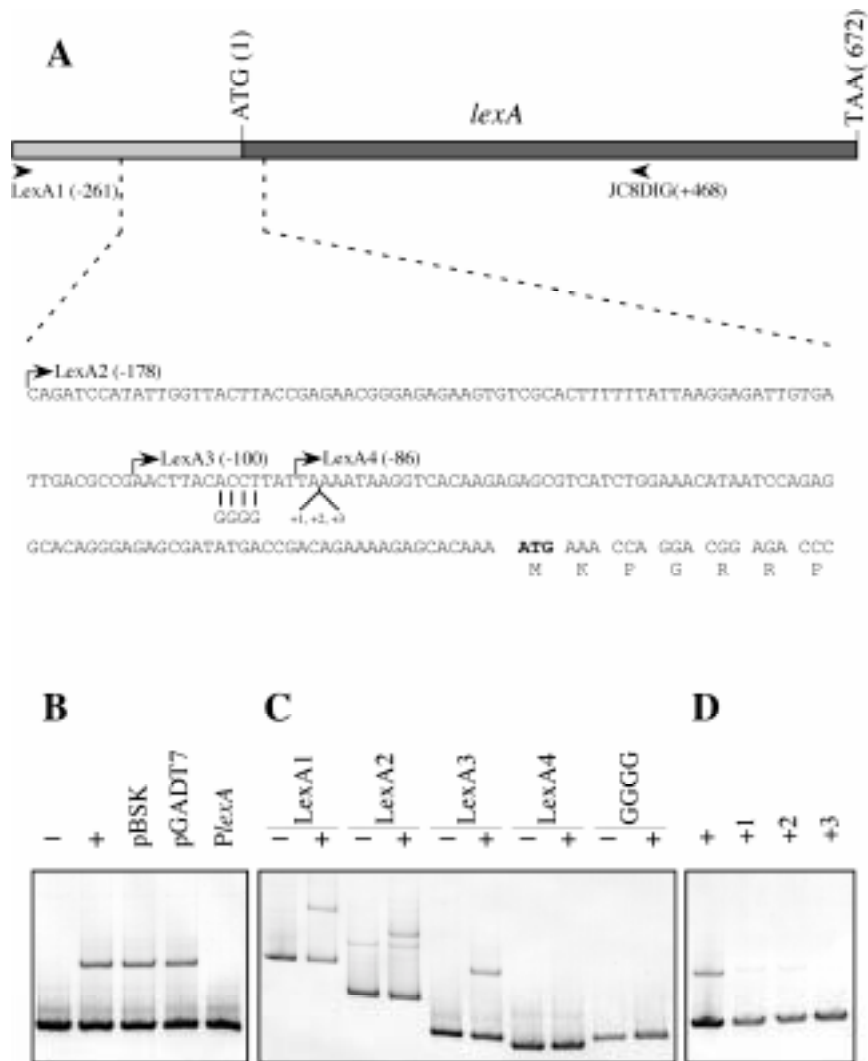 A
ATG (1)
lexA
TAA( 672)
LexA1 (-261)
JC8DIG(+468)
LexA2 (-178)
CAGATCCATATTGGTTACTTACCGAGAACGGGAGAGAAGTGTCGCACTTTTTTATTAAGGAGATTGTGA
LexA3 (-100)
LexA4 (-86)
TTGACGCCGAACTTACACCTTATTAAAATAAGGTCACAAGAGAGCGTCATCTGGAAACATAATCCAGAG
GGGG
+1, +2, +3
GCACAGGGAGAGCGATATGACCGACAGAAAAGAGCACAAA ATG AAA CCA GGA CGG AGA CCC
M K P G R R P
B
C
D
− + pBSK pGADT7 PlexA
LexA1 LexA2 LexA3 LexA4 GGGG
− + − + − + − + − +
+ +1 +2 +3